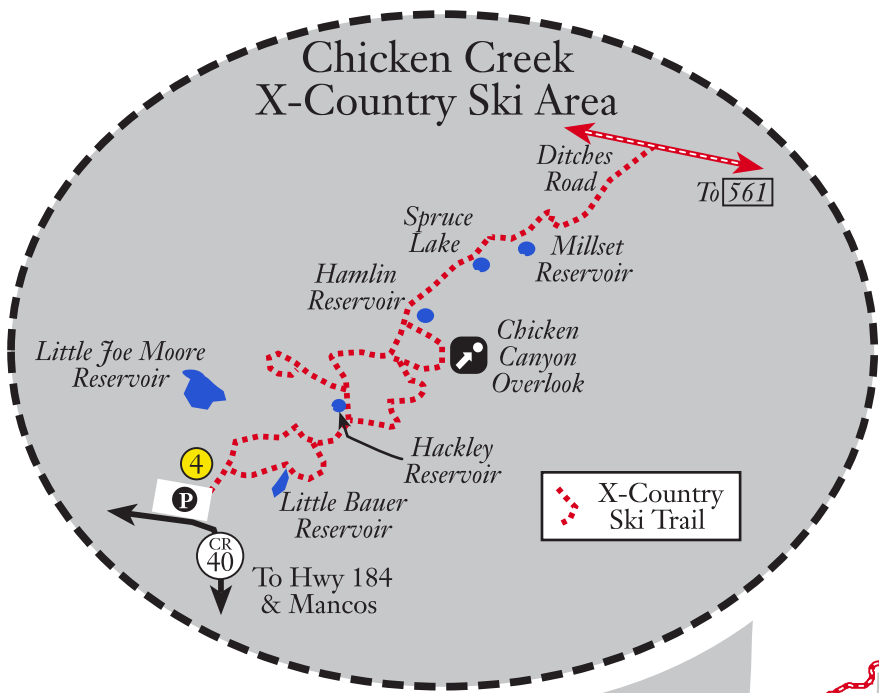 Chicken Creek
X-Country Ski Area
Ditches
Road
To 561
Spruce
Lake
Millset
Reservoir
Hamlin
Reservoir
Chicken
Canyon
Overlook
Little Joe Moore
Reservoir
Hackley
Reservoir
4
P
Little Bauer
Reservoir
X-Country
Ski Trail
CR
40
To Hwy 184
& Mancos